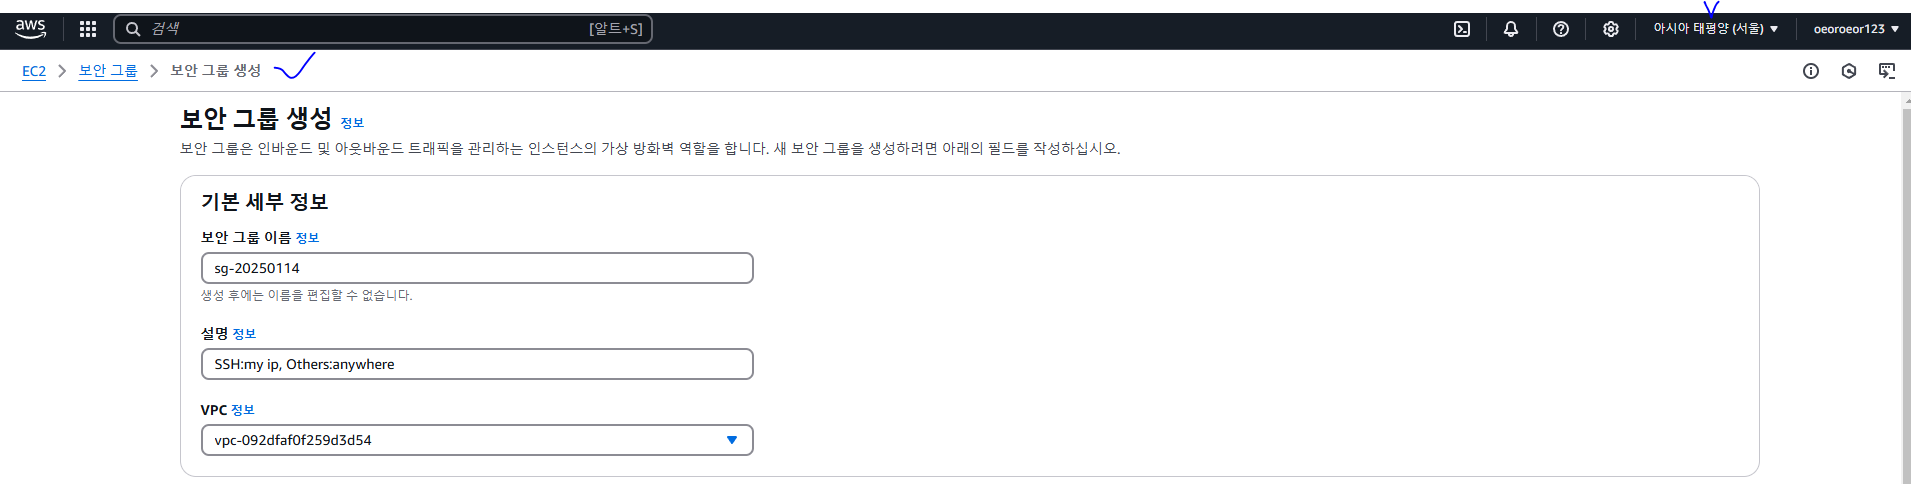 aws 검색 [알트+S] 아시아 태평양 (서울) oeoroeor123
EC2 > 보안 그룹 > 보안 그룹 생성
보안 그룹 생성 정보
보안 그룹은 인바운드 및 아웃바운드 트래픽을 관리하는 인스턴스의 가상 방화벽 역할을 합니다. 새 보안 그룹을 생성하려면 아래의 필드를 작성하십시오.
기본 세부 정보
보안 그룹 이름 정보
sg-20250114
생성 후에는 이름을 편집할 수 없습니다.
설명 정보
SSH:my ip, Others:anywhere
VPC 정보
vpc-092dfaf0f259d3d54